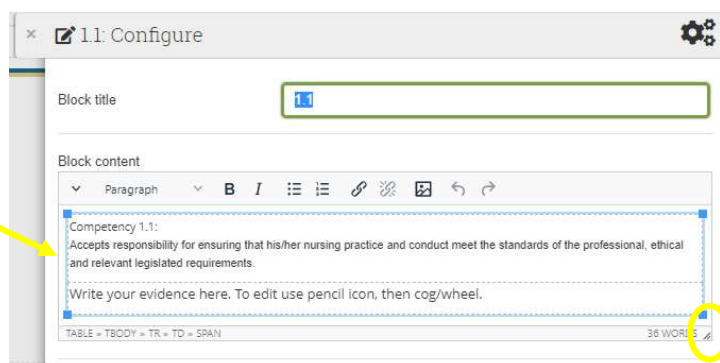 × 1.1: Configure
Block title
1.1
Block content
Paragraph B I
Competency 1.1:
Accepts responsibility for ensuring that his/her nursing practice and conduct meet the standards of the professional, ethical
and relevant legislated requirements.
Write your evidence here. To edit use pencil icon, then cog/wheel.
TABLE » TBODY » TR » TD » SPAN 36 WORDS